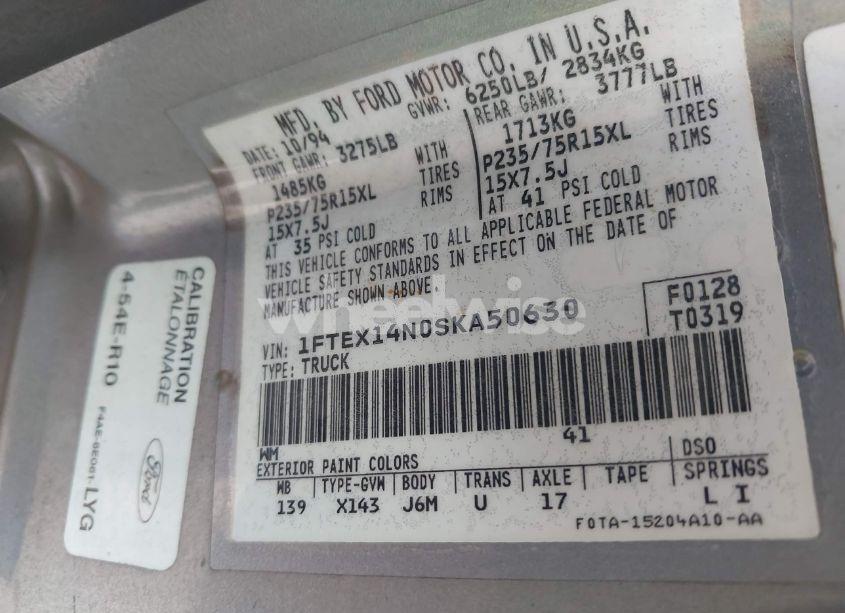 MFD. BY FORD MOTOR CO. IN U.S.A.
DATE: 10/94 GVWR: 6250LB/ 2834KG
FRONT GAWR: 3275LB REAR GAWR: 3777LB
1485KG WITH 1713KG WITH
P235/75R15XL TIRES P235/75R15XL TIRES
15X7.5J RIMS 15X7.5J RIMS
AT 35 PSI COLD AT 41 PSI COLD
THIS VEHICLE CONFORMS TO ALL APPLICABLE FEDERAL MOTOR
VEHICLE SAFETY STANDARDS IN EFFECT ON THE DATE OF
MANUFACTURE SHOWN ABOVE.
wheelwise
VIN: 1FTEX14N0SKA50630 F0128
TYPE: TRUCK T0319
WM 41
EXTERIOR PAINT COLORS DSO
WB TYPE-GVW BODY TRANS AXLE TAPE SPRINGS
139 X143 J6M U 17 L I
F0TA-15204A10-AA
CALIBRATION
ÉTALONNAGE
4-54E-R10
Ford
F4AE-6E061-LYG